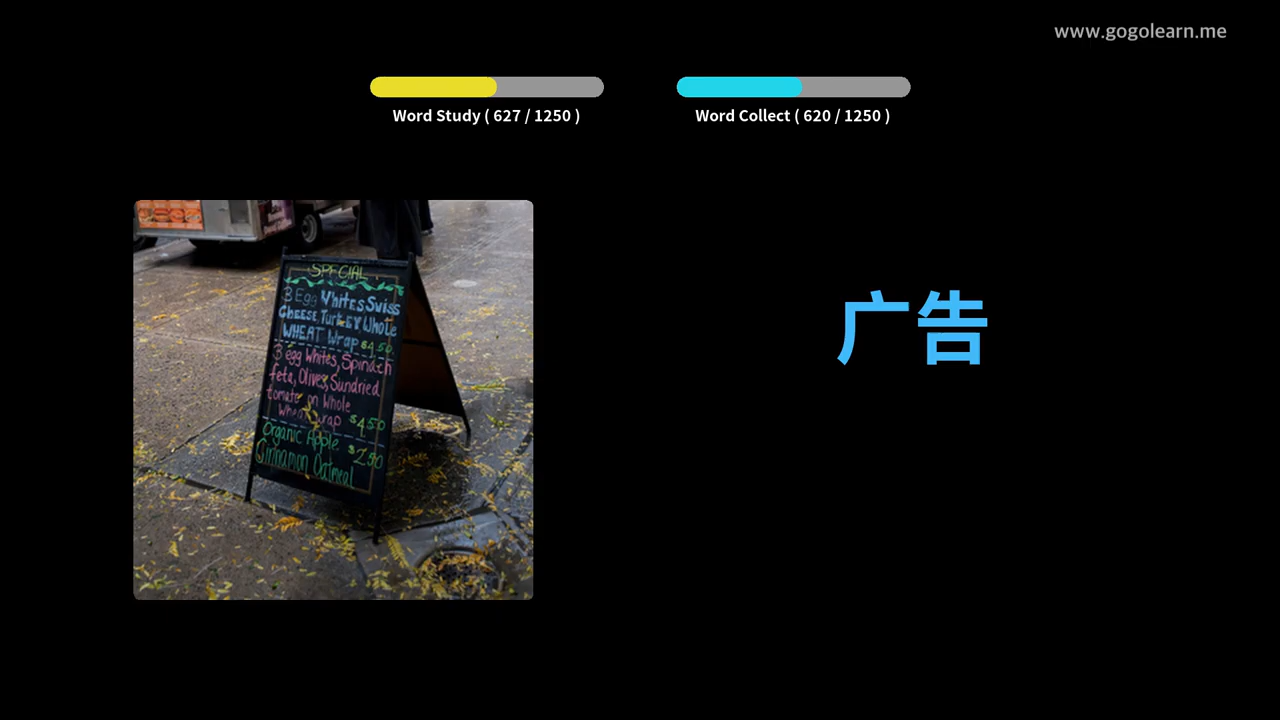 www.gogolearn.me
Word Study ( 627 / 1250 )
Word Collect ( 620 / 1250 )
SPECIAL
3 Egg Whites, Swiss
Cheese, Turkey Whole
WHEAT Wrap $4.50
3 egg Whites, Spinach
feta, Olives, Sundried
tomato on Whole
Wheat wrap $4.50
Organic Apple
Cinnamon Oatmeal $2.50
广告